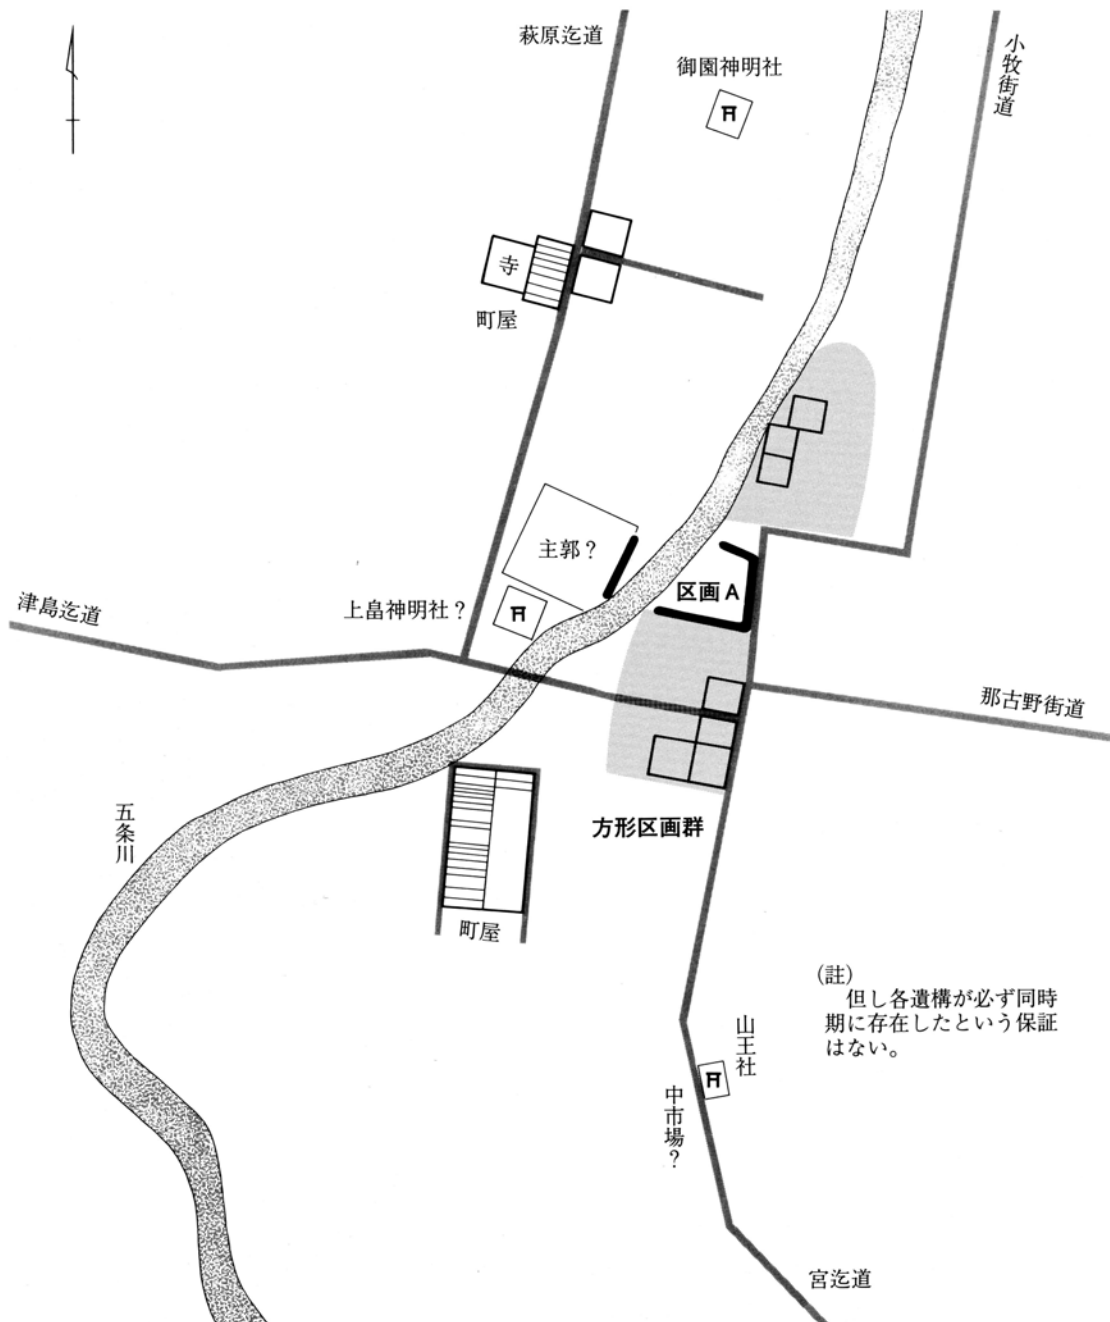 萩原迄道
小牧街道
御園神明社
寺
町屋
主郭？
区画A
津島迄道
上畠神明社？
那古野街道
五条川
方形区画群
町屋
(註)
但し各遺構が必ず同時
期に存在したという保証
はない。
山王社
中市場？
宮迄道